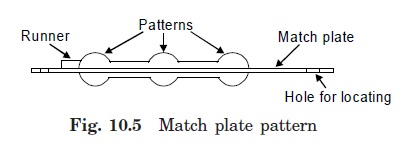 Patterns
Runner
Match plate
Hole for locating
Fig. 10.5 Match plate pattern